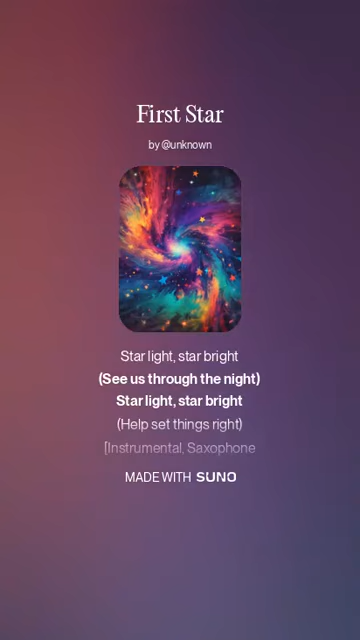 First Star
by @unknown
Star light, star bright
(See us through the night)
Star light, star bright
(Help set things right)
[Instrumental, Saxophone
MADE WITH SUNO